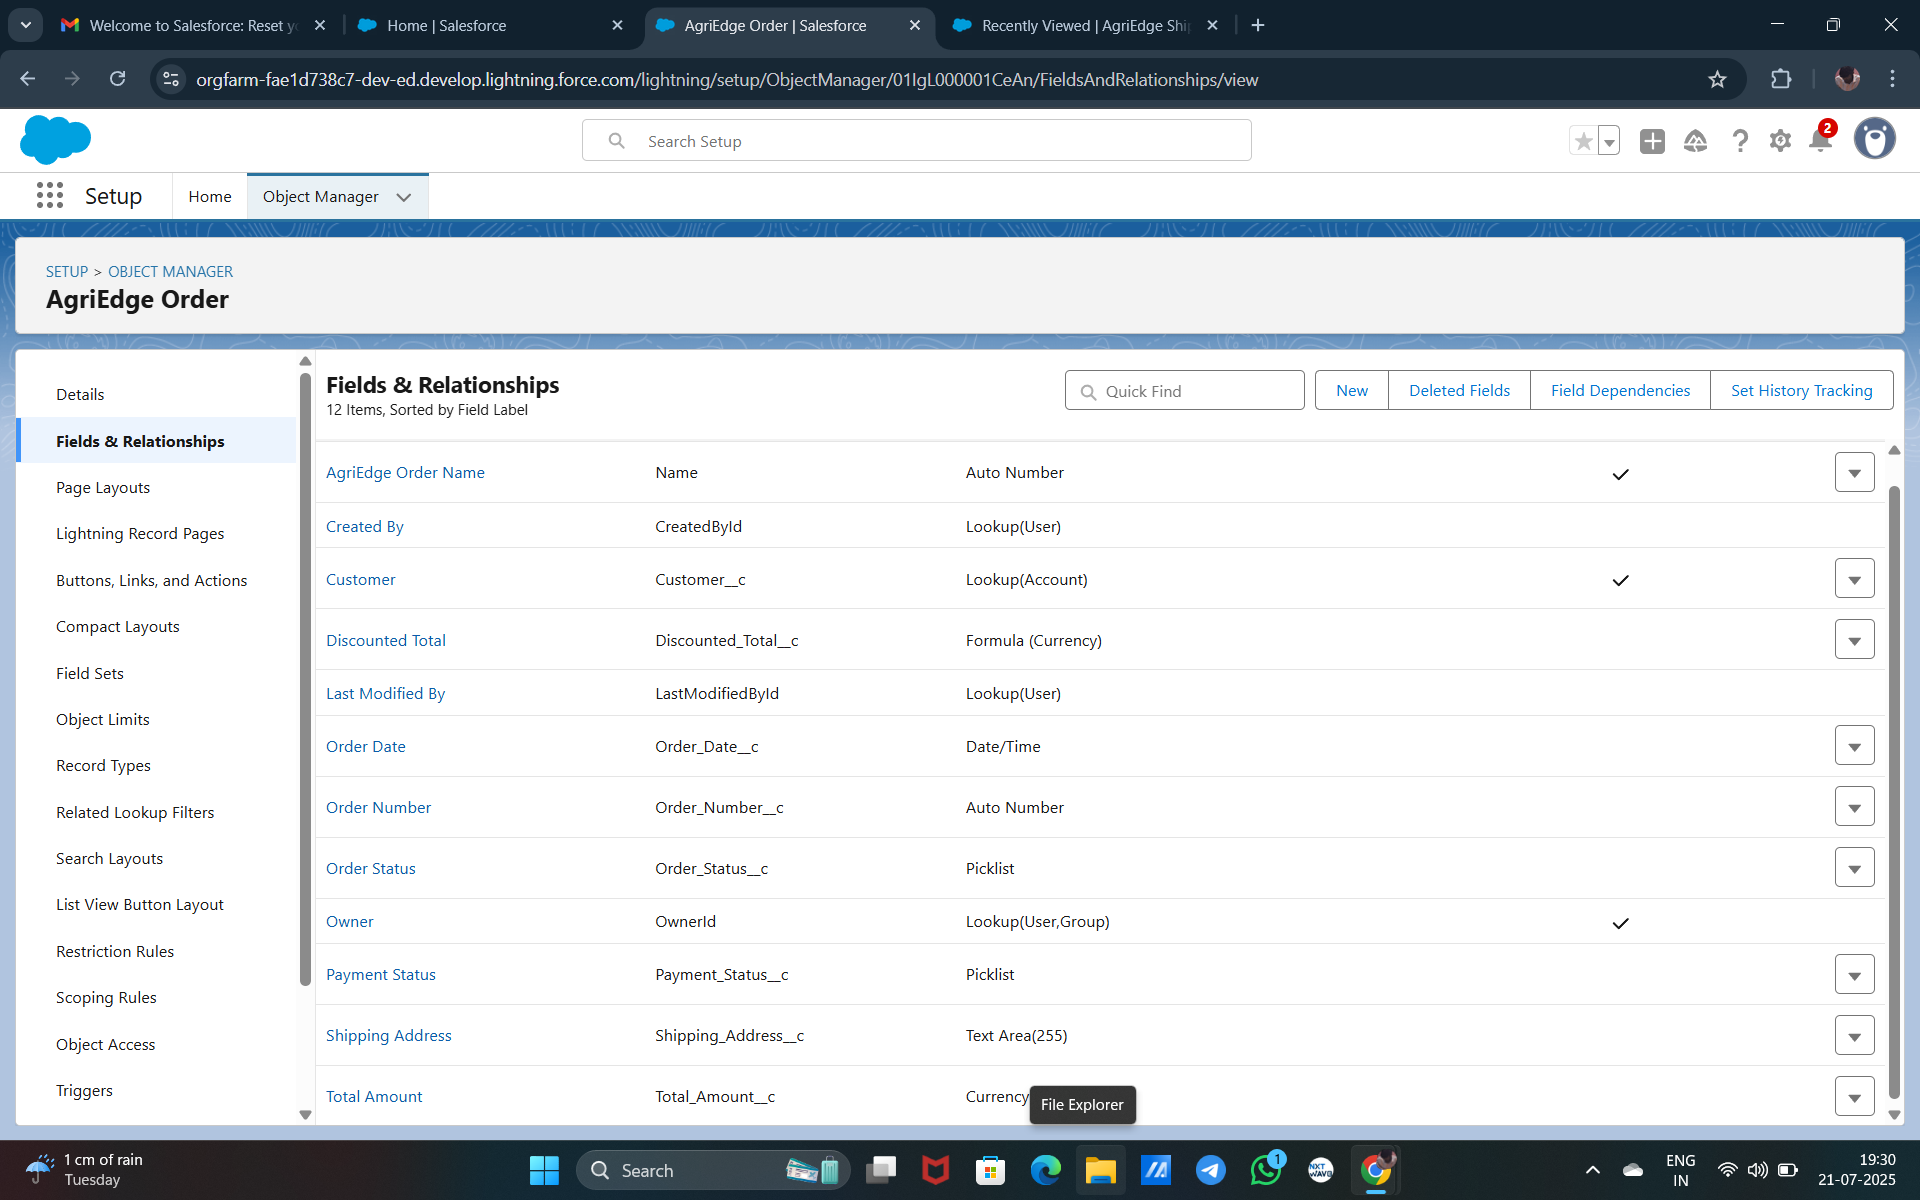 Welcome to Salesforce: Reset yo
Home | Salesforce
AgriEdge Order | Salesforce
Recently Viewed | AgriEdge Shi
orgfarm-fae1d738c7-dev-ed.develop.lightning.force.com/lightning/setup/ObjectManager/01IgL000001CeAn/FieldsAndRelationships/view
Search Setup
2
Setup
Home
Object Manager
SETUP > OBJECT MANAGER
AgriEdge Order
Details
Fields & Relationships
Page Layouts
Lightning Record Pages
Buttons, Links, and Actions
Compact Layouts
Field Sets
Object Limits
Record Types
Related Lookup Filters
Search Layouts
List View Button Layout
Restriction Rules
Scoping Rules
Object Access
Triggers
Fields & Relationships
12 Items, Sorted by Field Label
Quick Find
New
Deleted Fields
Field Dependencies
Set History Tracking
AgriEdge Order Name Name Auto Number
Created By CreatedById Lookup(User)
Customer Customer__c Lookup(Account)
Discounted Total Discounted_Total__c Formula (Currency)
Last Modified By LastModifiedById Lookup(User)
Order Date Order_Date__c Date/Time
Order Number Order_Number__c Auto Number
Order Status Order_Status__c Picklist
Owner OwnerId Lookup(User,Group)
Payment Status Payment_Status__c Picklist
Shipping Address Shipping_Address__c Text Area(255)
Total Amount Total_Amount__c Currency
File Explorer
1 cm of rain
Tuesday
Search
1
NXT
WAVE
ENG
IN
19:30
21-07-2025